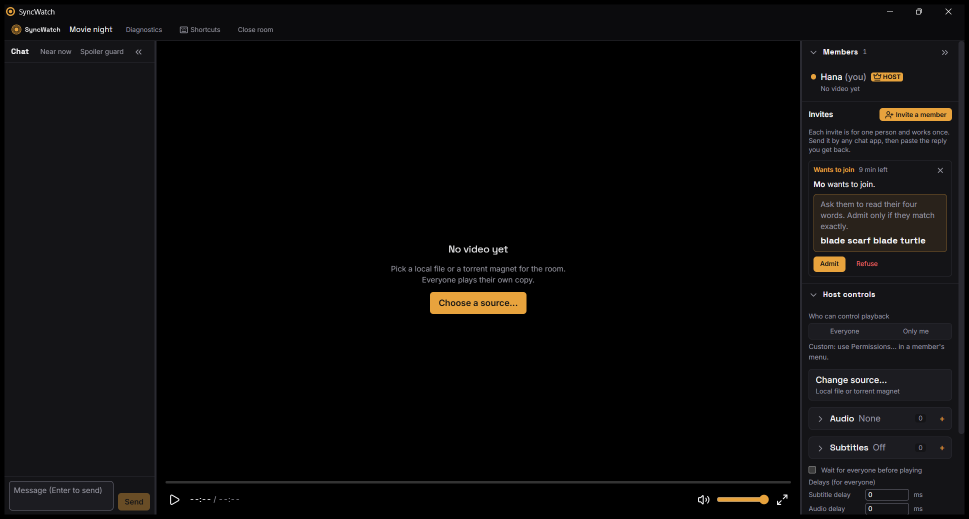 SyncWatch
SyncWatch Movie night Diagnostics Shortcuts Close room
Chat Near now Spoiler guard
Message (Enter to send)
Send
No video yet
Pick a local file or a torrent magnet for the room.
Everyone plays their own copy.
Choose a source...
--:-- / --:--
Members 1
Hana (you) HOST
No video yet
Invites
Invite a member
Each invite is for one person and works once.
Send it by any chat app, then paste the reply
you get back.
Wants to join 9 min left
Mo wants to join.
Ask them to read their four
words. Admit only if they match
exactly.
blade scarf blade turtle
Admit Refuse
Host controls
Who can control playback
Everyone Only me
Custom: use Permissions... in a member's
menu.
Change source...
Local file or torrent magnet
Audio None 0 +
Subtitles Off 0 +
Wait for everyone before playing
Delays (for everyone)
Subtitle delay 0 ms
Audio delay 0 ms